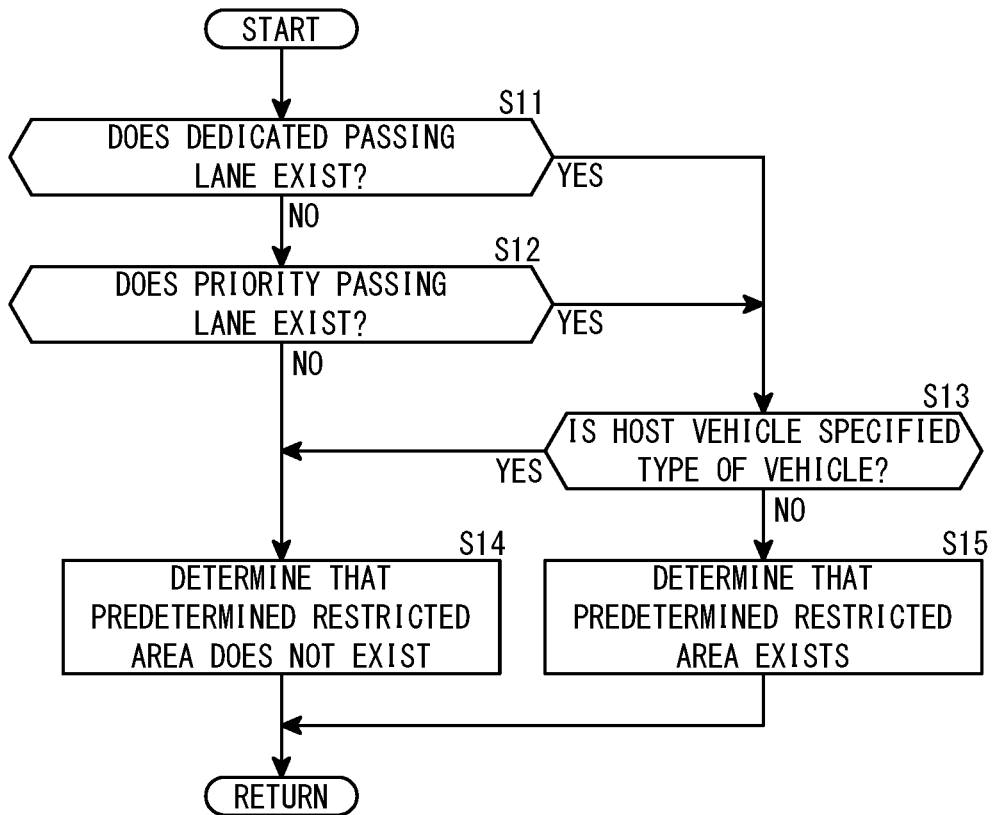 START
S11
DOES DEDICATED PASSING
LANE EXIST?
YES
NO
S12
DOES PRIORITY PASSING
LANE EXIST?
YES
NO
S13
IS HOST VEHICLE SPECIFIED
TYPE OF VEHICLE?
YES
NO
S14
DETERMINE THAT
PREDETERMINED RESTRICTED
AREA DOES NOT EXIST
S15
DETERMINE THAT
PREDETERMINED RESTRICTED
AREA EXISTS
RETURN